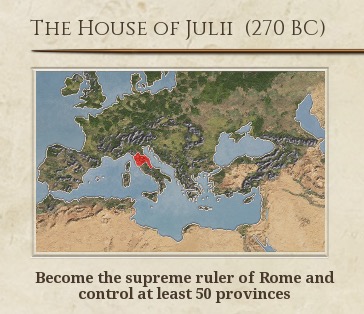 The House of Julii (270 BC)
Become the supreme ruler of Rome and
control at least 50 provinces